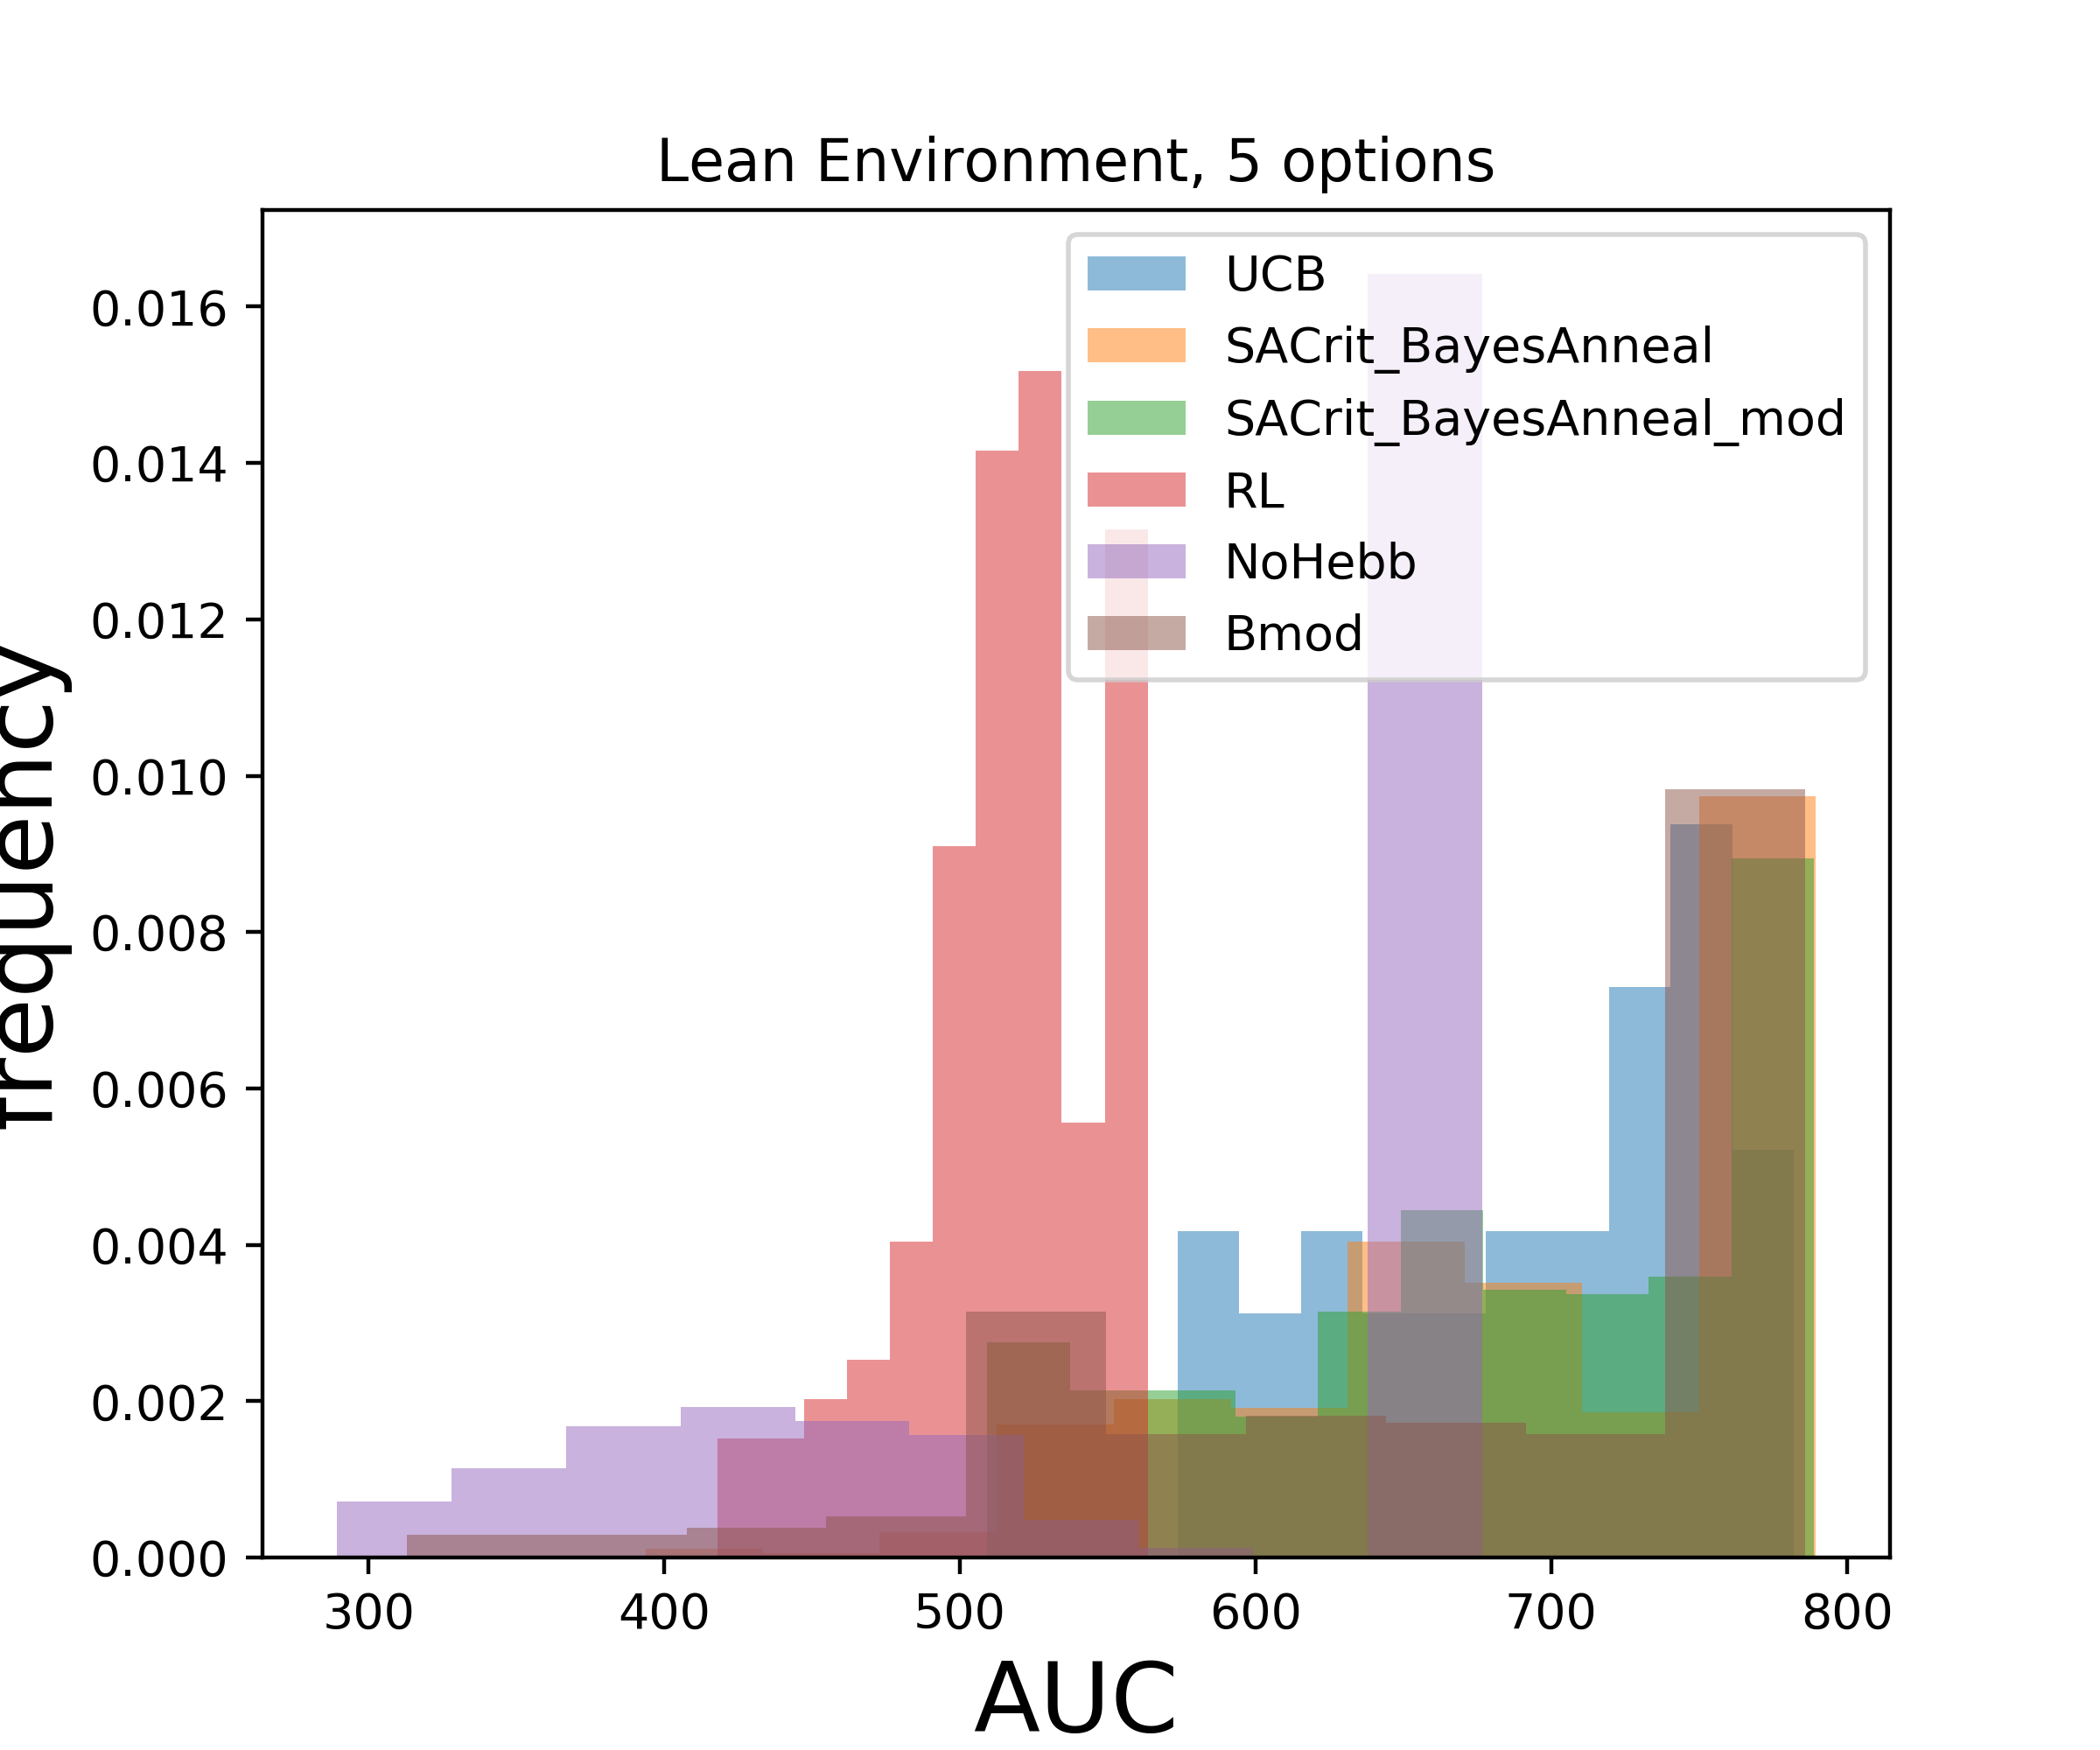 Lean Environment, 5 options
UCB
SACrit_BayesAnneal
SACrit_BayesAnneal_mod
RL
NoHebb
Bmod
0.016
0.014
0.012
0.010
0.008
0.006
0.004
0.002
0.000
frequency
300 400 500 600 700 800
AUC